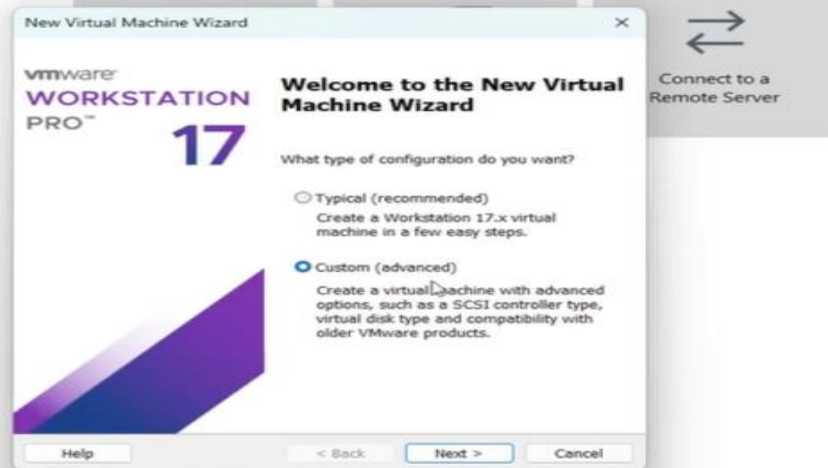 New Virtual Machine Wizard
vmware
WORKSTATION
PRO™
17
Welcome to the New Virtual
Machine Wizard
What type of configuration do you want?
Typical (recommended)
Create a Workstation 17.x virtual
machine in a few easy steps.
Custom (advanced)
Create a virtual machine with advanced
options, such as a SCSI controller type,
virtual disk type and compatibility with
older VMware products.
Help
< Back
Next >
Cancel
Connect to a
Remote Server